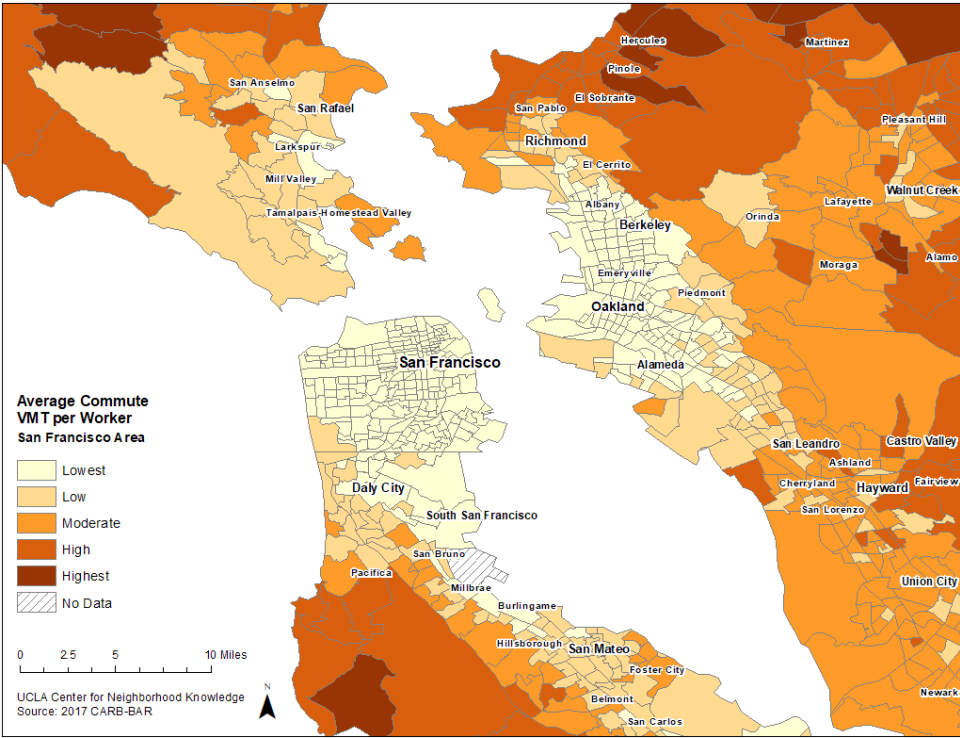 Hercules
Martinez
Pinole
San Anselmo
El Sobrante
San Rafael
San Pablo
Pleasant Hill
Richmond
Larkspur
El Cerrito
Mill Valley
Walnut Creek
Albany
Lafayette
Tamalpais-Homestead Valley
Orinda
Berkeley
Alamo
Moraga
Emeryville
Piedmont
Oakland
San Francisco
Alameda
Average Commute
VMT per Worker
San Francisco Area
Lowest
Low
Moderate
High
Highest
No Data
San Leandro
Castro Valley
Ashland
Cherryland
Hayward
Fairview
Daly City
San Lorenzo
South San Francisco
San Bruno
Pacifica
Union City
Millbrae
Burlingame
Hillsborough
San Mateo
Foster City
Newark
Belmont
San Carlos
0 2.5 5 10 Miles
UCLA Center for Neighborhood Knowledge
Source: 2017 CARB-BAR
N